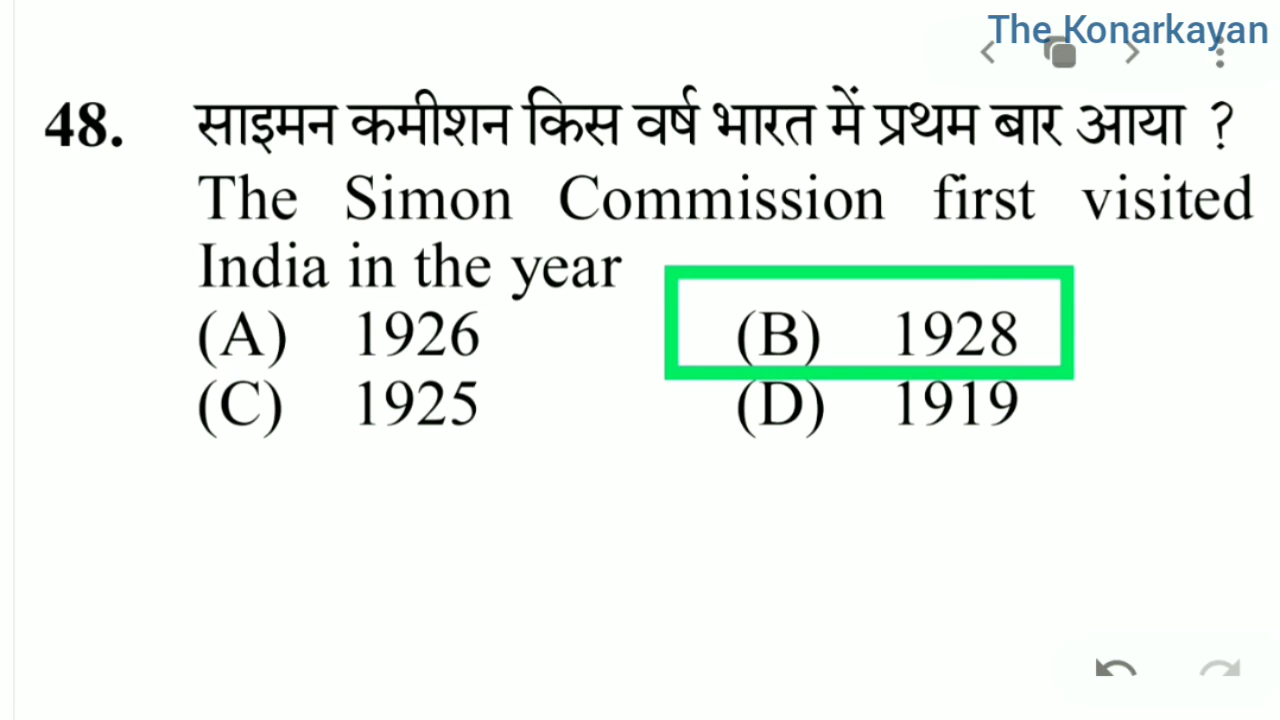 The Konarkayan
48. साइमन कमीशन किस वर्ष भारत में प्रथम बार आया ?
The Simon Commission first visited
India in the year
(A) 1926 (B) 1928
(C) 1925 (D) 1919